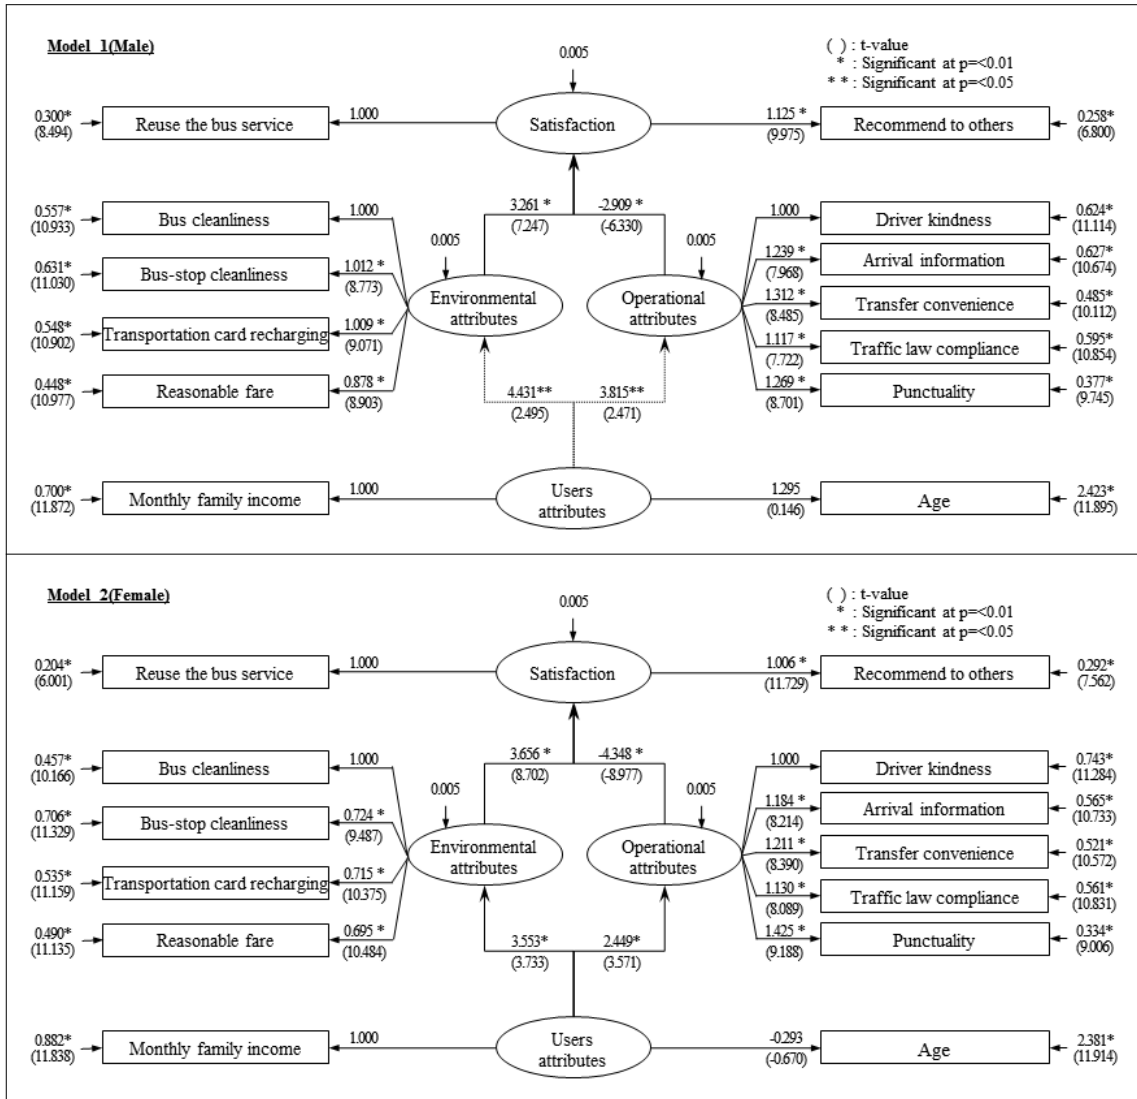 Model 1(Male)
( ) : t-value
* : Significant at p=<0.01
* * : Significant at p=<0.05
0.005
0.300*
(8.494)
Reuse the bus service
1.000
Satisfaction
1.125 *
(9.975)
Recommend to others
0.258*
(6.800)
0.557*
(10.933)
Bus cleanliness
1.000
3.261 *
(7.247)
-2.909 *
(-6.330)
1.000
Driver kindness
0.624*
(11.114)
0.631*
(11.030)
Bus-stop cleanliness
1.012 *
(8.773)
0.005
0.005
1.239 *
(7.968)
Arrival information
0.627*
(10.674)
Environmental
attributes
Operational
attributes
1.312 *
(8.485)
Transfer convenience
0.485*
(10.112)
0.548*
(10.902)
Transportation card recharging
1.009 *
(9.071)
1.117 *
(7.722)
Traffic law compliance
0.595*
(10.854)
0.448*
(10.977)
Reasonable fare
0.878 *
(8.903)
4.431**
(2.495)
3.815**
(2.471)
1.269 *
(8.701)
Punctuality
0.377*
(9.745)
0.700*
(11.872)
Monthly family income
1.000
Users
attributes
1.295
(0.146)
Age
2.423*
(11.895)
Model 2(Female)
( ) : t-value
* : Significant at p=<0.01
* * : Significant at p=<0.05
0.005
0.204*
(6.001)
Reuse the bus service
1.000
Satisfaction
1.006 *
(11.729)
Recommend to others
0.292*
(7.562)
0.457*
(10.166)
Bus cleanliness
1.000
3.656 *
(8.702)
-4.348 *
(-8.977)
1.000
Driver kindness
0.743*
(11.284)
0.706*
(11.329)
Bus-stop cleanliness
0.724 *
(9.487)
0.005
0.005
1.184 *
(8.214)
Arrival information
0.565*
(10.733)
Environmental
attributes
Operational
attributes
1.211 *
(8.390)
Transfer convenience
0.521*
(10.572)
0.535*
(11.159)
Transportation card recharging
0.715 *
(10.375)
1.130 *
(8.089)
Traffic law compliance
0.561*
(10.831)
0.490*
(11.135)
Reasonable fare
0.695 *
(10.484)
3.553*
(3.733)
2.449*
(3.571)
1.425 *
(9.188)
Punctuality
0.334*
(9.006)
0.882*
(11.838)
Monthly family income
1.000
Users
attributes
-0.293
(-0.670)
Age
2.381*
(11.914)